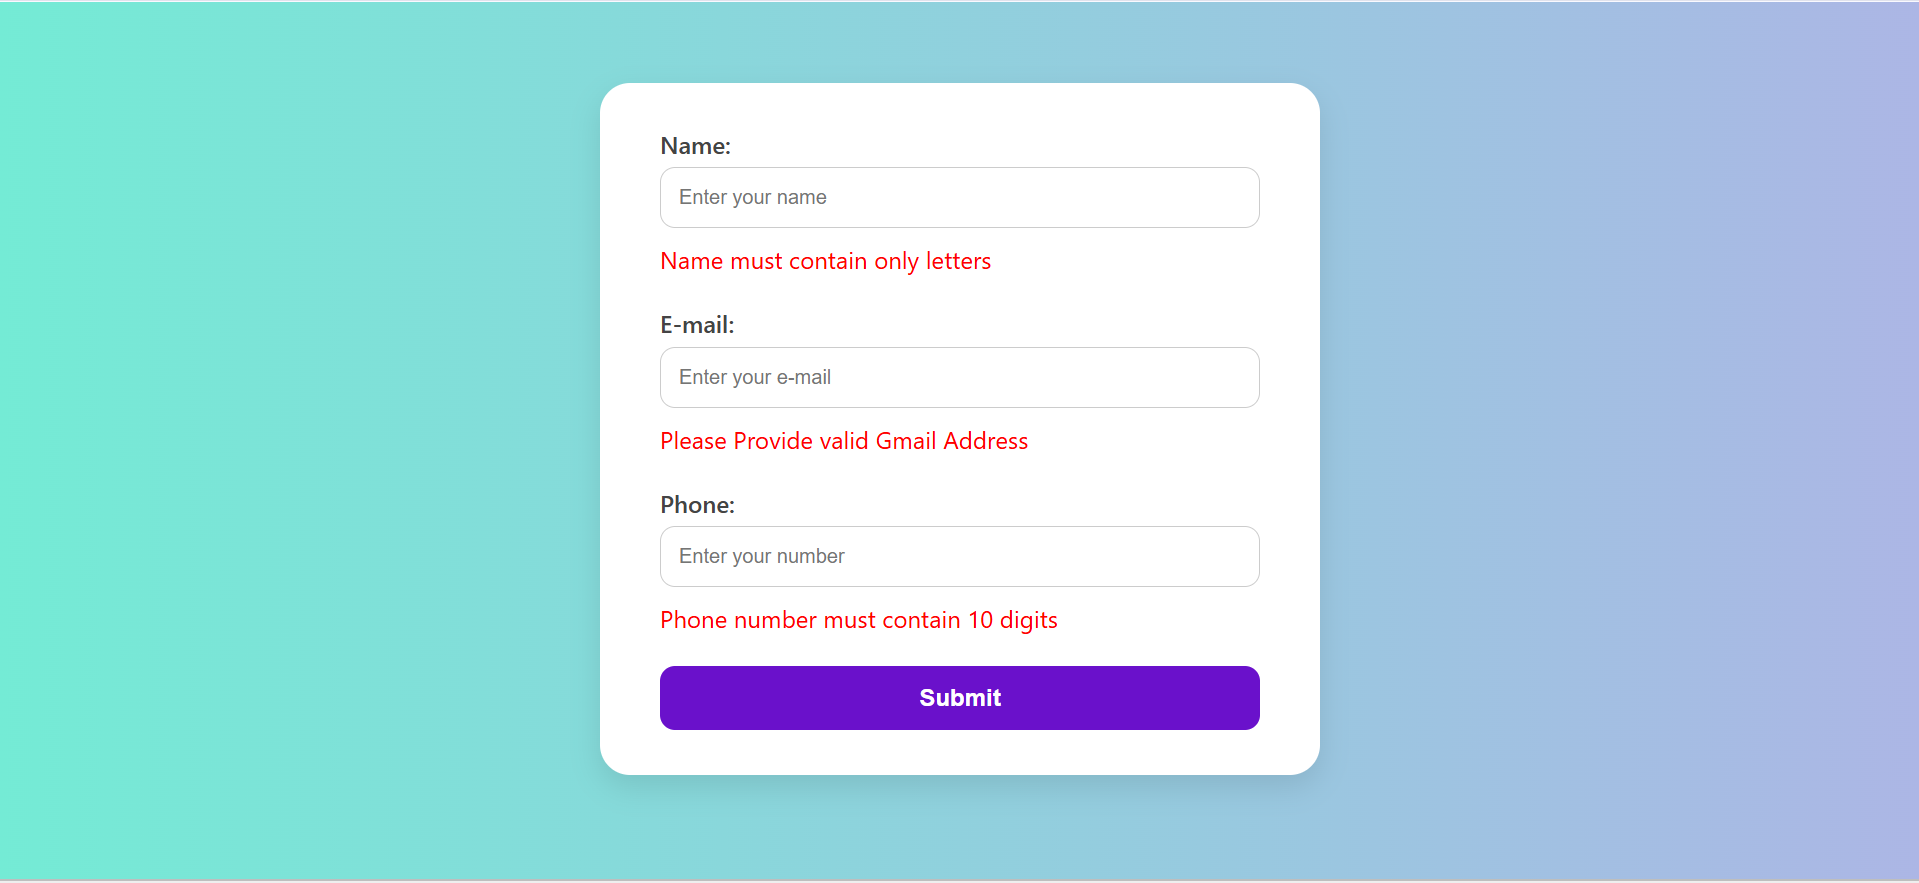 Name:
Enter your name
Name must contain only letters
E-mail:
Enter your e-mail
Please Provide valid Gmail Address
Phone:
Enter your number
Phone number must contain 10 digits
Submit